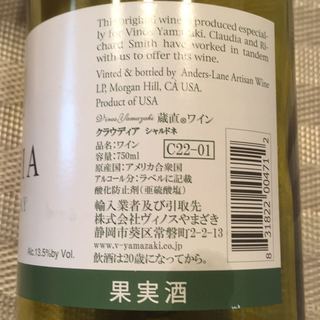 This original wine is produced especial-
ly for Vinos Yamazaki. Claudia and Ri-
chard Smith have worked in tandem
with us to offer this wine.
Vinted & bottled by Anders-Lane Artisan Wine
LP, Morgan Hill, CA USA.
Product of USA
Vinos Yamazaki 蔵直®ワイン
クラウディア シャルドネ
品名:ワイン
容量:750ml
C22-01
原産国:アメリカ合衆国
アルコール分:ラベルに記載
酸化防止剤(亜硫酸塩)
輸入業者及び引取先
株式会社ヴィノスやまざき
静岡市葵区常磐町2-2-13
www.v-yamazaki.co.jp
飲酒は20歳になってから。
果実酒
A
Alc.13.5%by Vol.
8 31822 00471 2